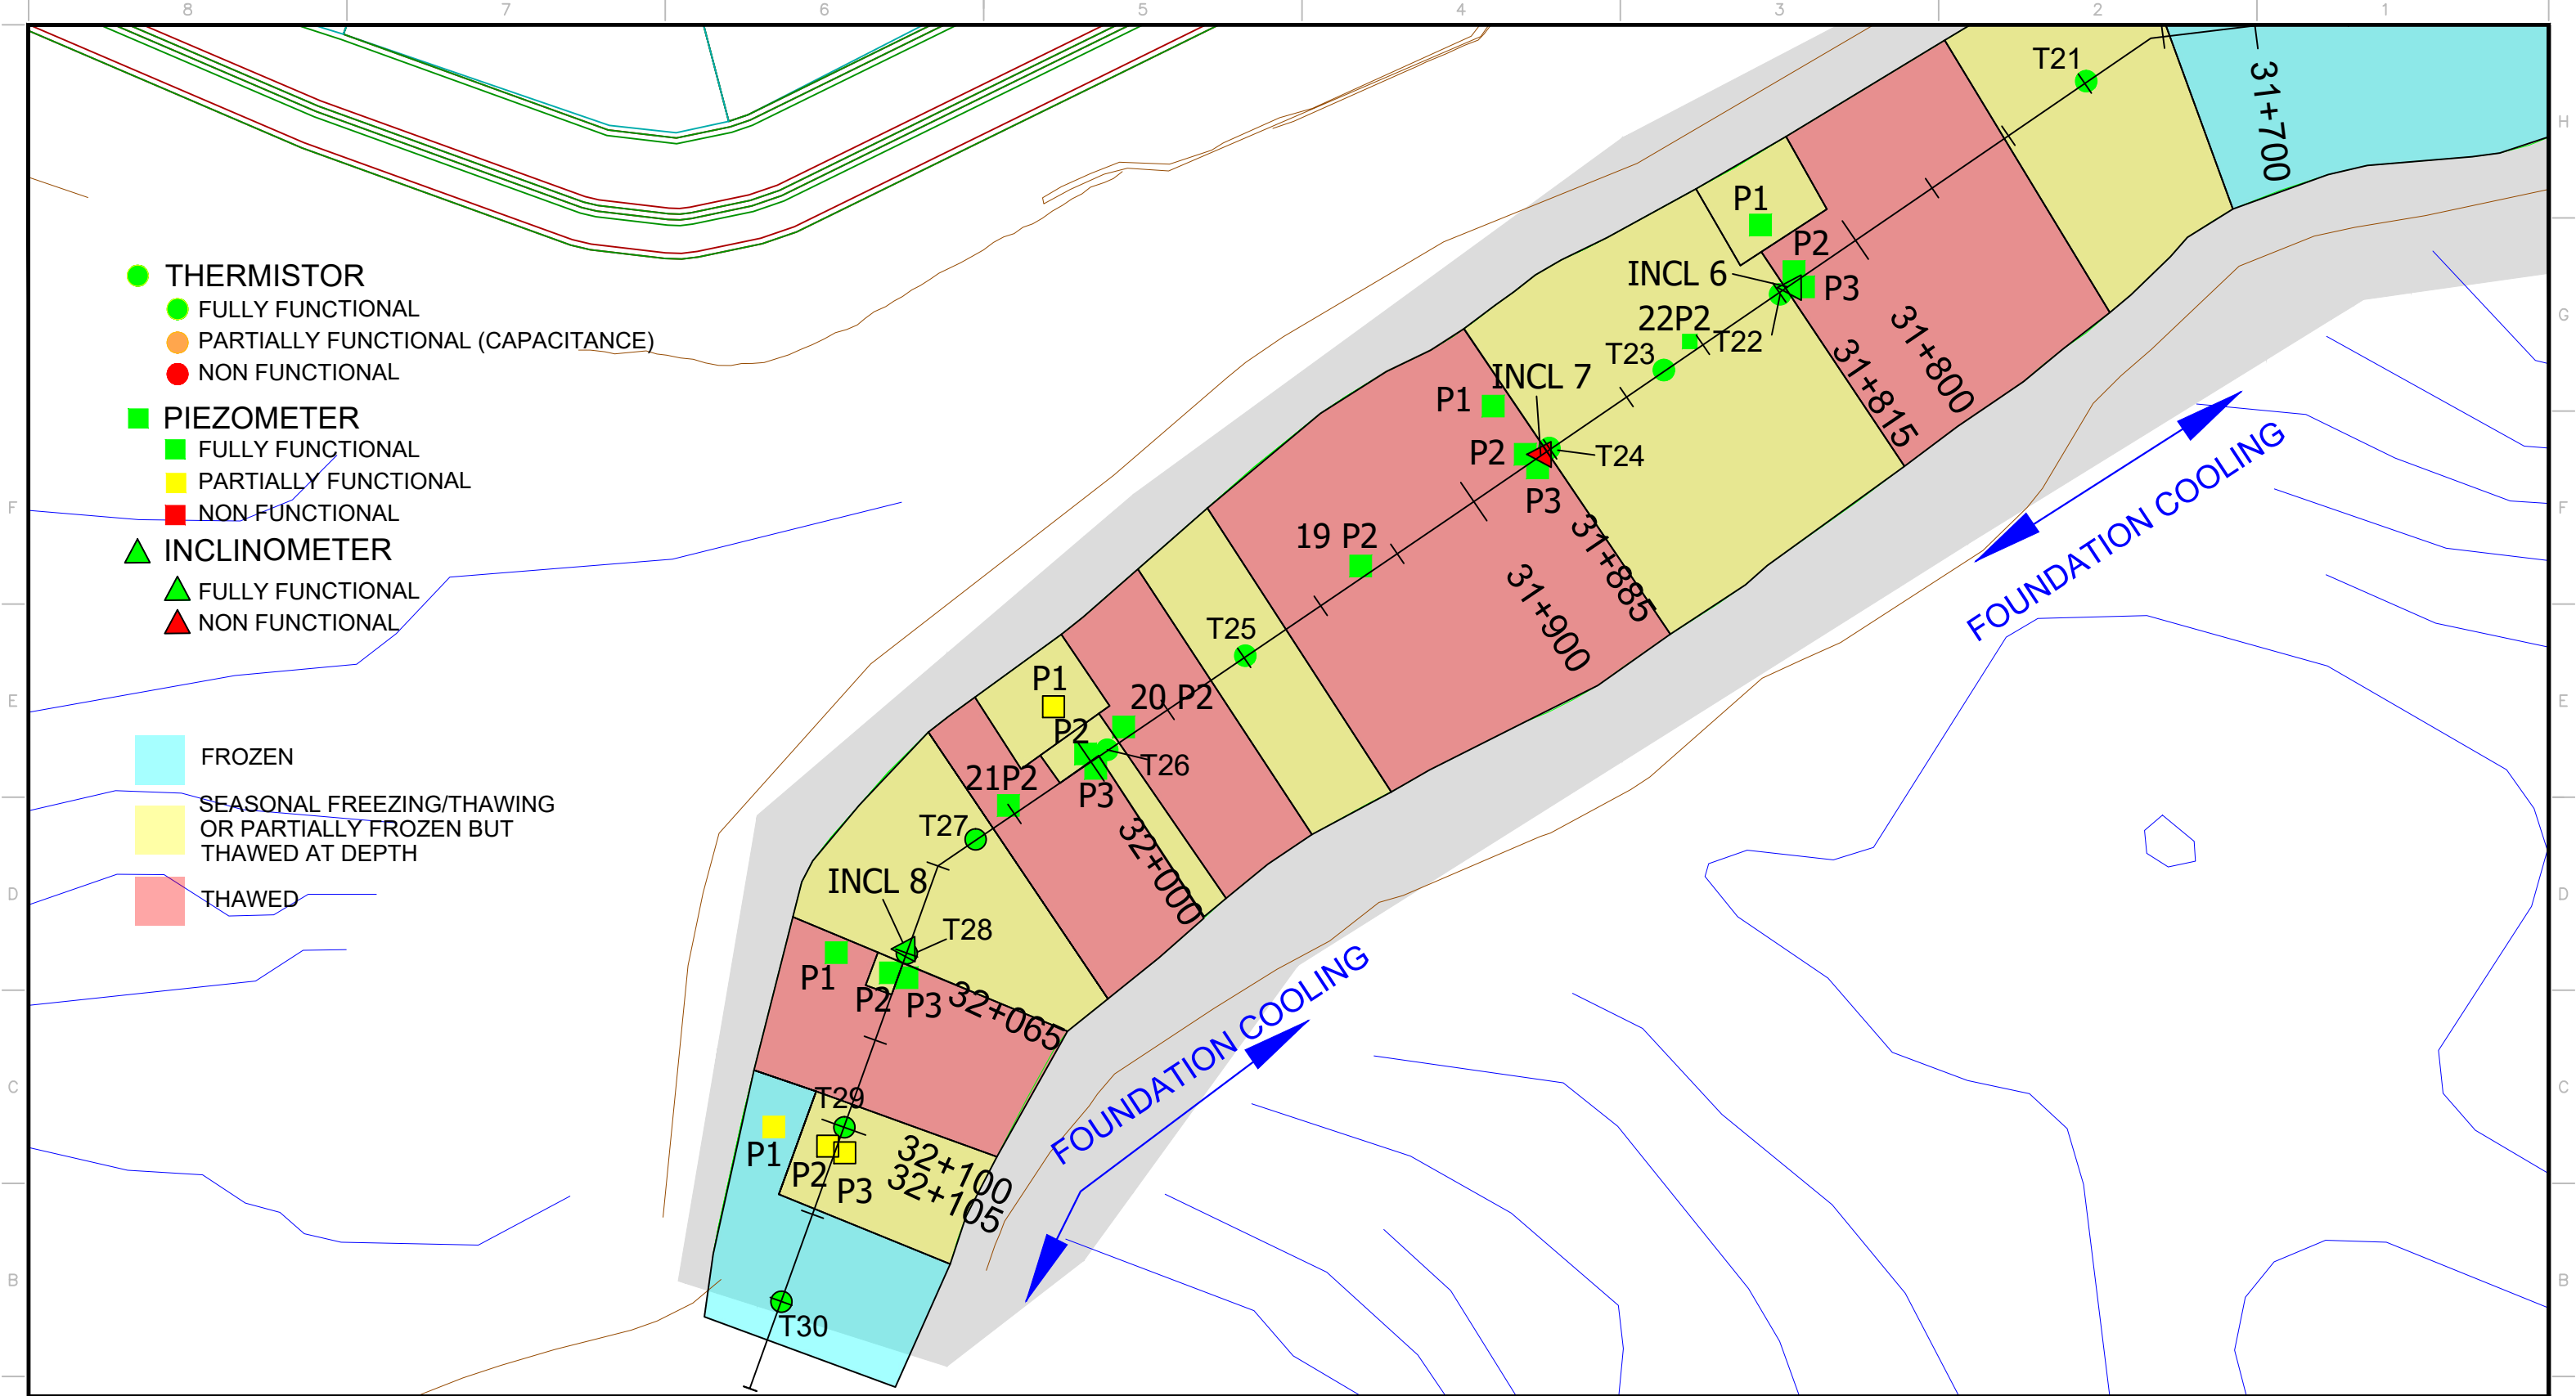 8 7 6 5 4 3 2 1
H
G
F F
E E
D D
C C
B B
THERMISTOR
FULLY FUNCTIONAL
PARTIALLY FUNCTIONAL (CAPACITANCE)
NON FUNCTIONAL
PIEZOMETER
FULLY FUNCTIONAL
PARTIALLY FUNCTIONAL
NON FUNCTIONAL
INCLINOMETER
FULLY FUNCTIONAL
NON FUNCTIONAL
FROZEN
SEASONAL FREEZING/THAWING
OR PARTIALLY FROZEN BUT
THAWED AT DEPTH
THAWED
T21
31+700
P1
P2
INCL 6
P3
22P2
T22
T23
31+800
31+815
INCL 7
P1
P2
T24
P3
31+885
31+900
19 P2
T25
P1
20 P2
P2
T26
21P2
P3
T27
32+000
INCL 8
T28
P1
P2
P3
32+065
T29
P1
P2
P3
32+100
32+105
T30
FOUNDATION COOLING
FOUNDATION COOLING